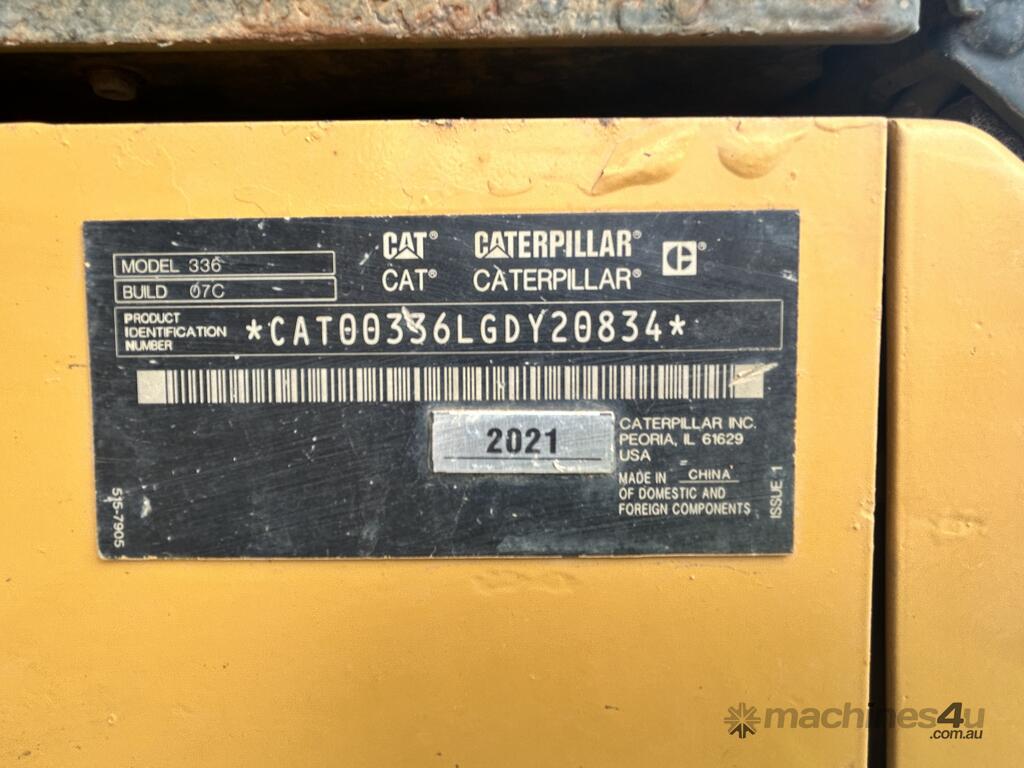 CAT® CATERPILLAR®
CAT® CATERPILLAR®
MODEL 336
BUILD 07C
PRODUCT IDENTIFICATION NUMBER
*CAT00336LGDY20834*
2021
CATERPILLAR INC.
PEORIA, IL 61629
USA
MADE IN CHINA
OF DOMESTIC AND
FOREIGN COMPONENTS
ISSUE 1
515-7905
machines4u
.com.au